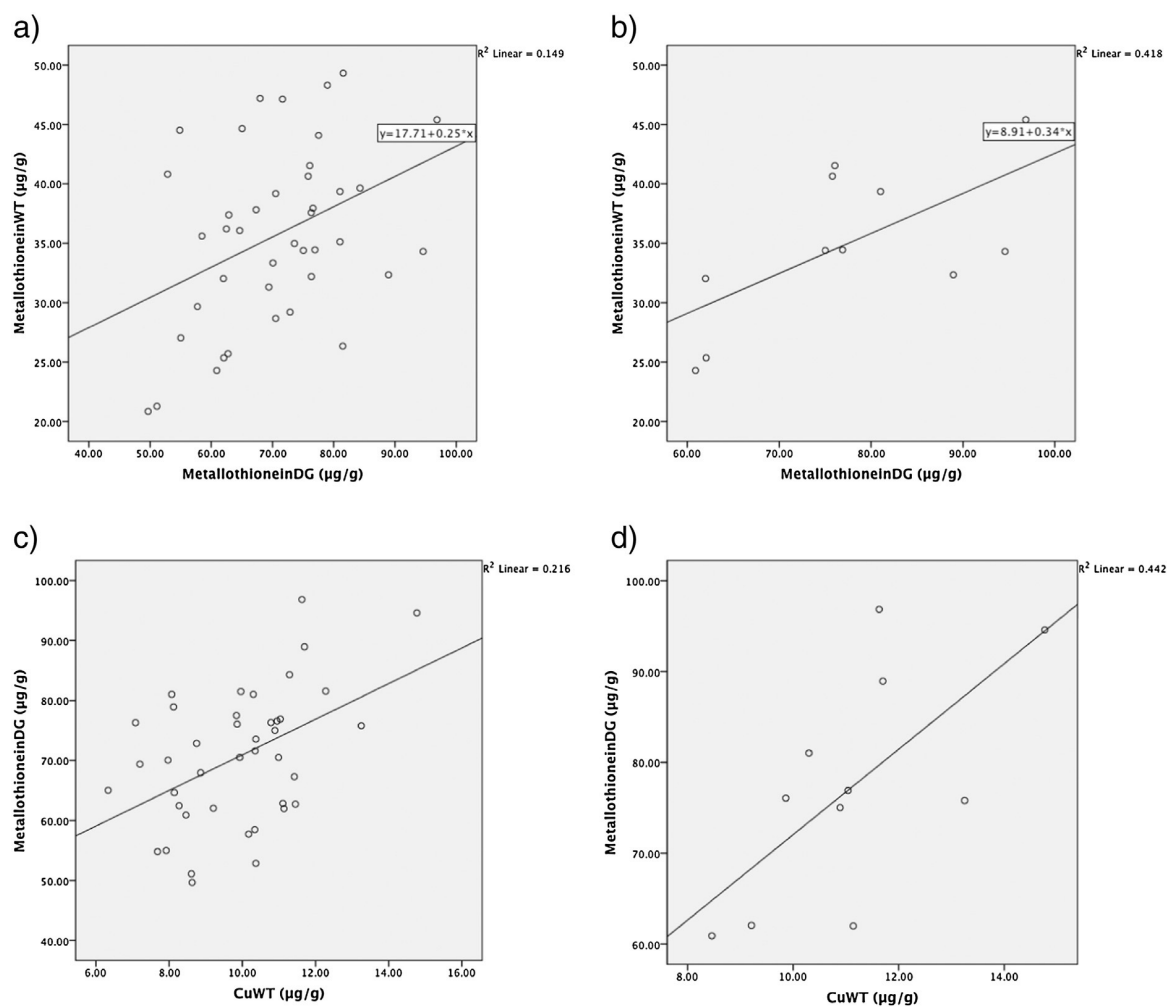 a)
R² Linear = 0.149
50.00
45.00
40.00
35.00
30.00
25.00
20.00
MetallothioneinWT (µg/g)
y=17.71+0.25*x
40.00 50.00 60.00 70.00 80.00 90.00 100.00
MetallothioneinDG (µg/g)
b)
R² Linear = 0.418
50.00
45.00
40.00
35.00
30.00
25.00
20.00
MetallothioneinWT (µg/g)
y=8.91+0.34*x
60.00 70.00 80.00 90.00 100.00
MetallothioneinDG (µg/g)
c)
R² Linear = 0.216
100.00
90.00
80.00
70.00
60.00
50.00
40.00
MetallothioneinDG (µg/g)
6.00 8.00 10.00 12.00 14.00 16.00
CuWT (µg/g)
d)
R² Linear = 0.442
100.00
90.00
80.00
70.00
60.00
MetallothioneinDG (µg/g)
8.00 10.00 12.00 14.00
CuWT (µg/g)